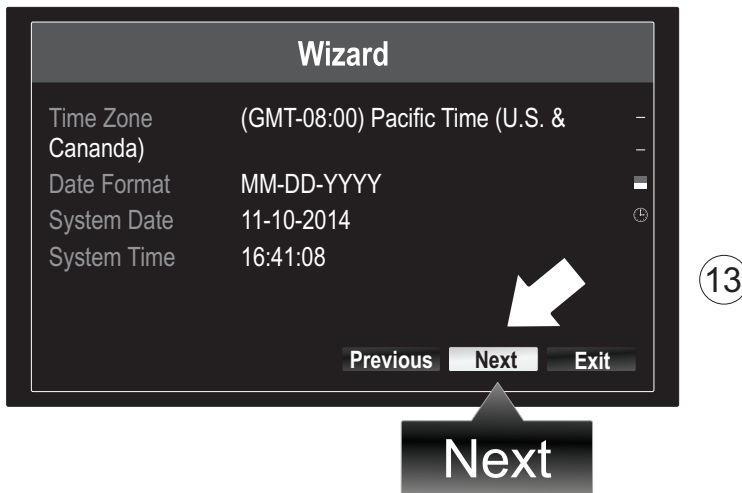 Wizard
Time Zone (GMT-08:00) Pacific Time (U.S. &
Cananda)
Date Format MM-DD-YYYY
System Date 11-10-2014
System Time 16:41:08
13
Previous Next Exit
Next